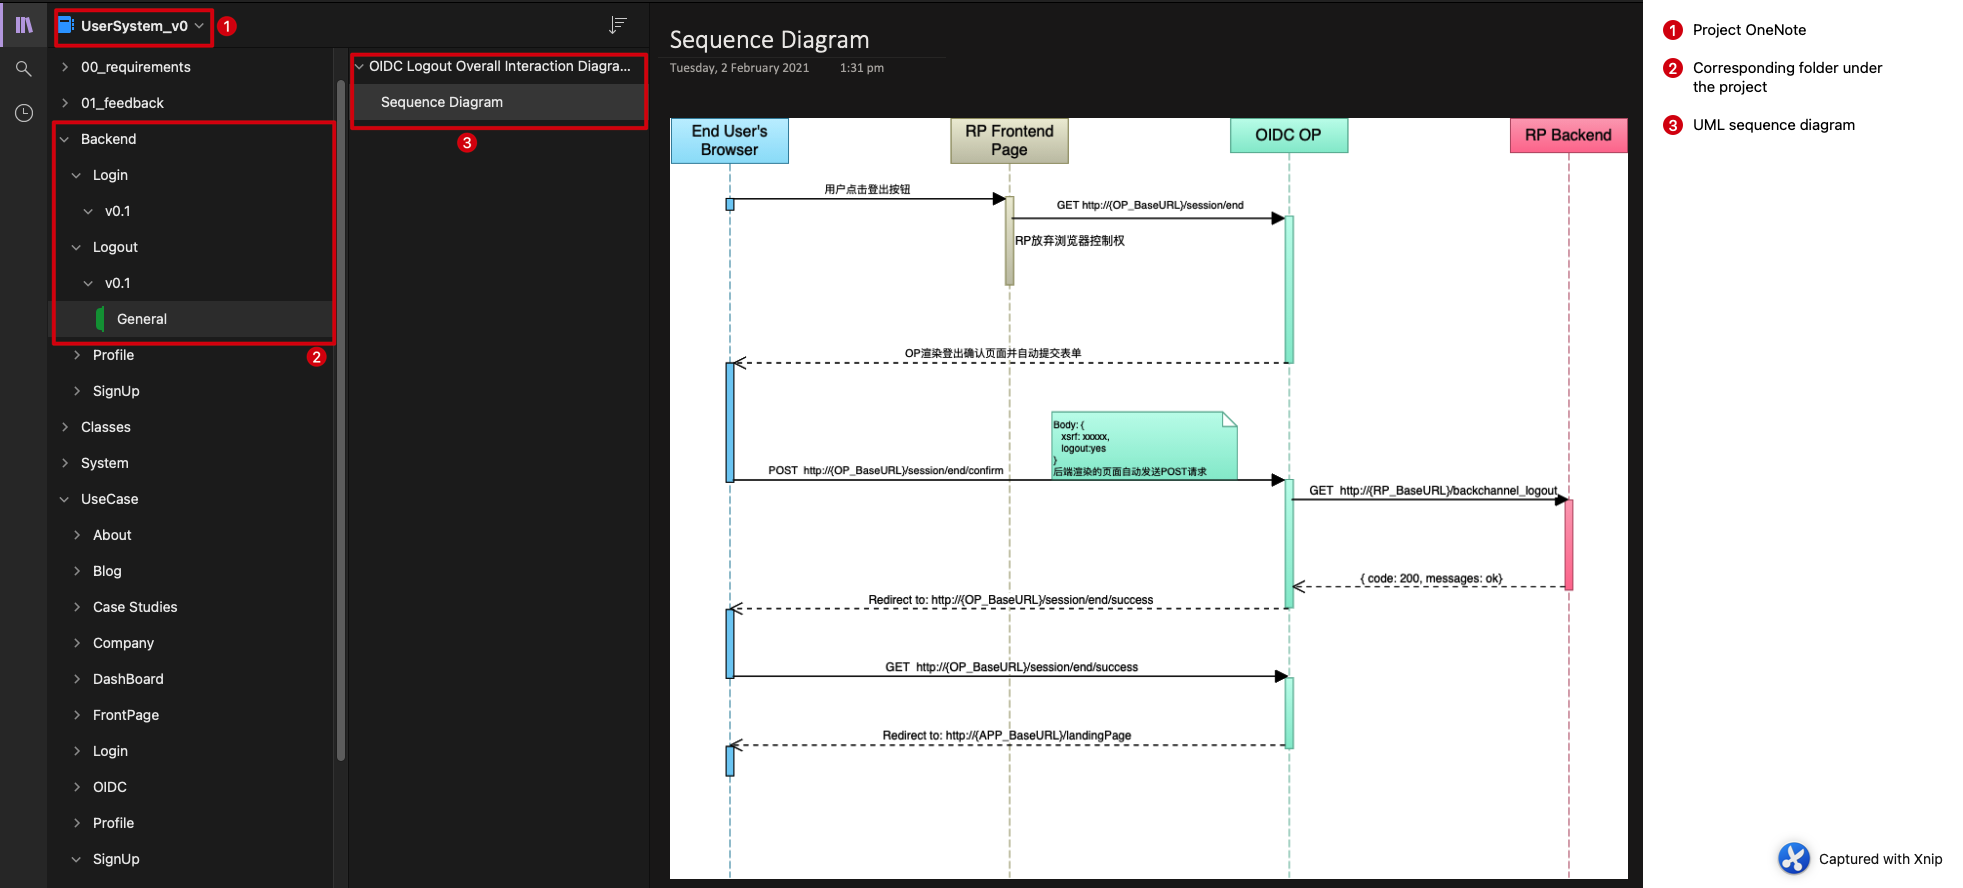 UserSystem_v0
1
00_requirements
01_feedback
Backend
Login
v0.1
Logout
v0.1
General
Profile
2
SignUp
Classes
System
UseCase
About
Blog
Case Studies
Company
DashBoard
FrontPage
Login
OIDC
Profile
SignUp
OIDC Logout Overall Interaction Diagra...
Sequence Diagram
3
Sequence Diagram
Tuesday, 2 February 2021 1:31 pm
End User's
Browser
RP Frontend
Page
OIDC OP
RP Backend
用户点击登出按钮
GET http://{OP_BaseURL}/session/end
RP放弃浏览器控制权
OP渲染登出确认页面并自动提交表单
Body: {
xsrf: xxxxx,
logout:yes
}
后端渲染的页面自动发送POST请求
POST http://{OP_BaseURL}/session/end/confirm
GET http://{RP_BaseURL}/backchannel_logout
{ code: 200, messages: ok}
Redirect to: http://{OP_BaseURL}/session/end/success
GET http://{OP_BaseURL}/session/end/success
Redirect to: http://{APP_BaseURL}/landingPage
1 Project OneNote
2 Corresponding folder under
the project
3 UML sequence diagram
Captured with Xnip